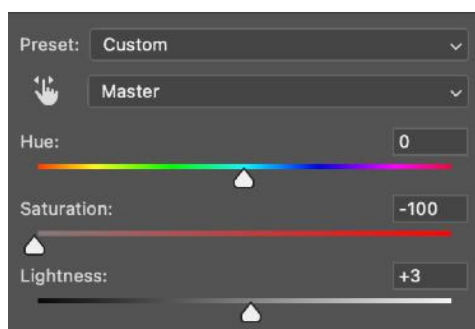 Preset: Custom
Master
Hue: 0
Saturation: -100
Lightness: +3